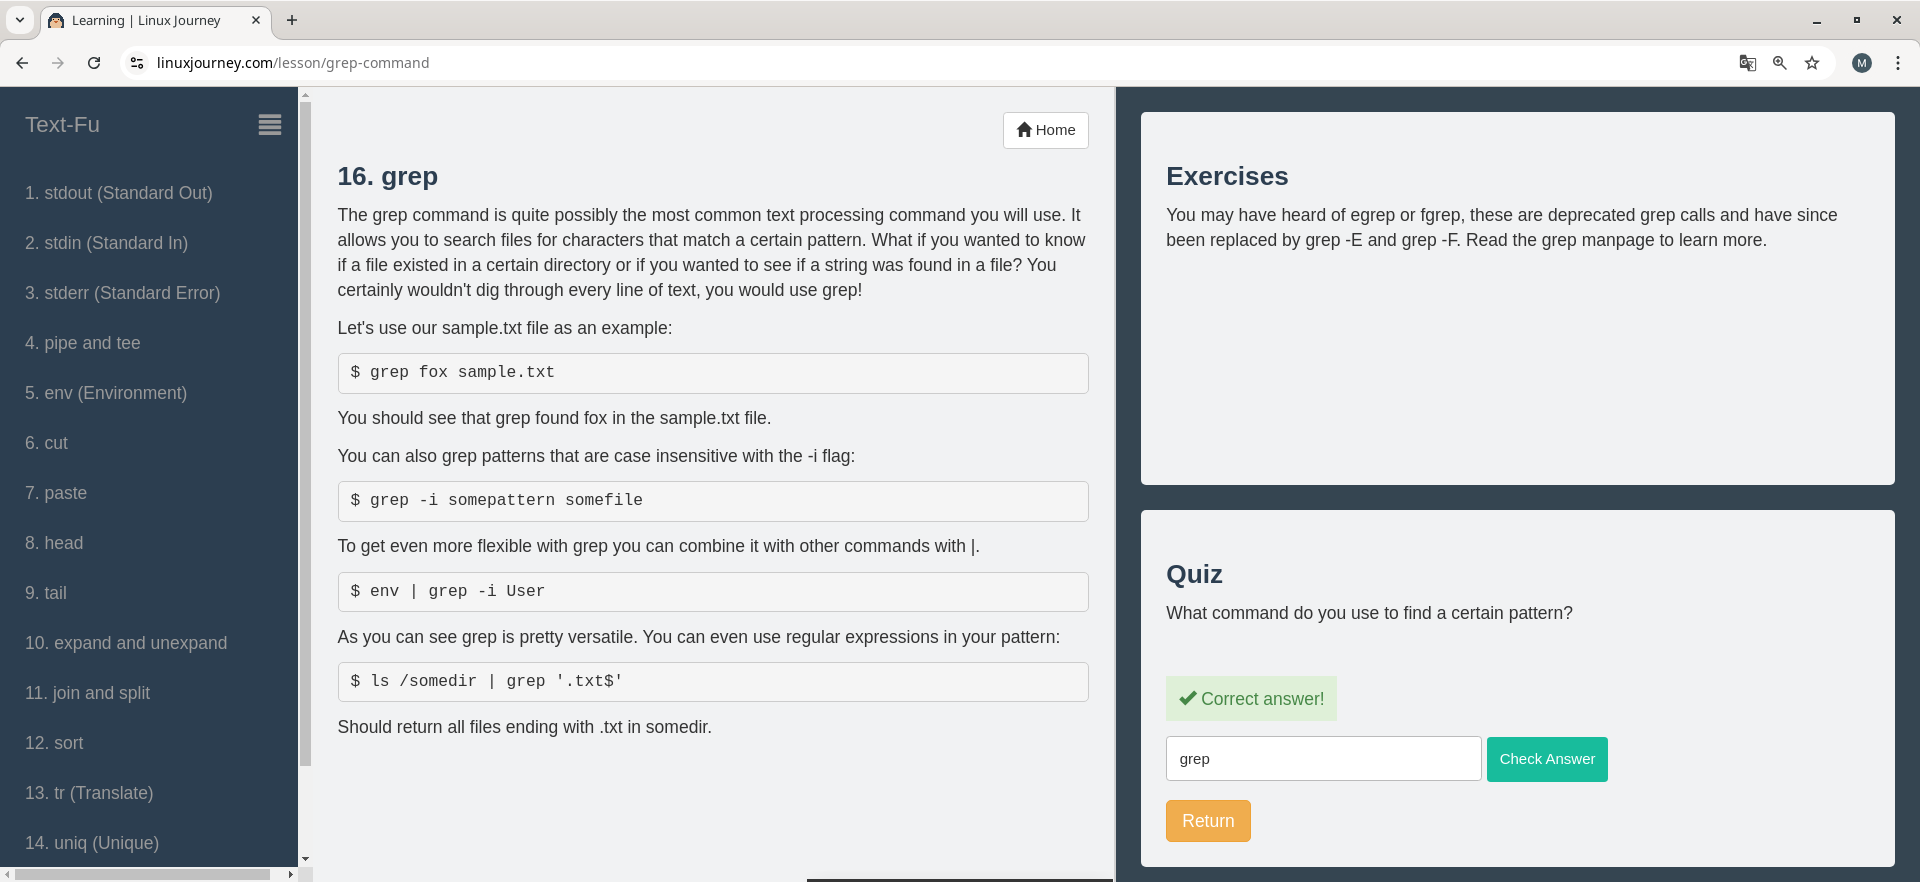 Learning | Linux Journey
linuxjourney.com/lesson/grep-command
M
Text-Fu
1. stdout (Standard Out)
2. stdin (Standard In)
3. stderr (Standard Error)
4. pipe and tee
5. env (Environment)
6. cut
7. paste
8. head
9. tail
10. expand and unexpand
11. join and split
12. sort
13. tr (Translate)
14. uniq (Unique)
Home
16. grep
The grep command is quite possibly the most common text processing command you will use. It
allows you to search files for characters that match a certain pattern. What if you wanted to know
if a file existed in a certain directory or if you wanted to see if a string was found in a file? You
certainly wouldn't dig through every line of text, you would use grep!
Let's use our sample.txt file as an example:
$ grep fox sample.txt
You should see that grep found fox in the sample.txt file.
You can also grep patterns that are case insensitive with the -i flag:
$ grep -i somepattern somefile
To get even more flexible with grep you can combine it with other commands with |.
$ env | grep -i User
As you can see grep is pretty versatile. You can even use regular expressions in your pattern:
$ ls /somedir | grep '.txt$'
Should return all files ending with .txt in somedir.
Exercises
You may have heard of egrep or fgrep, these are deprecated grep calls and have since
been replaced by grep -E and grep -F. Read the grep manpage to learn more.
Quiz
What command do you use to find a certain pattern?
Correct answer!
grep
Check Answer
Return